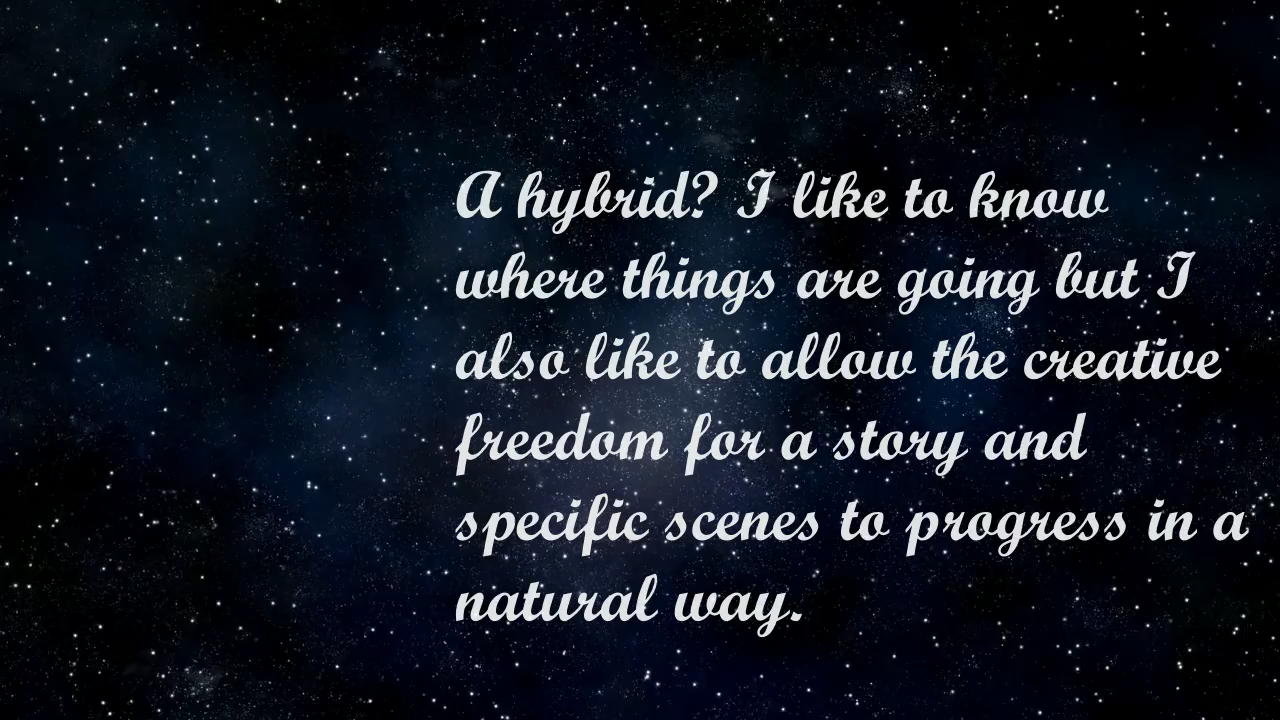 A hybrid? I like to know
where things are going but I
also like to allow the creative
freedom for a story and
specific scenes to progress in a
natural way.